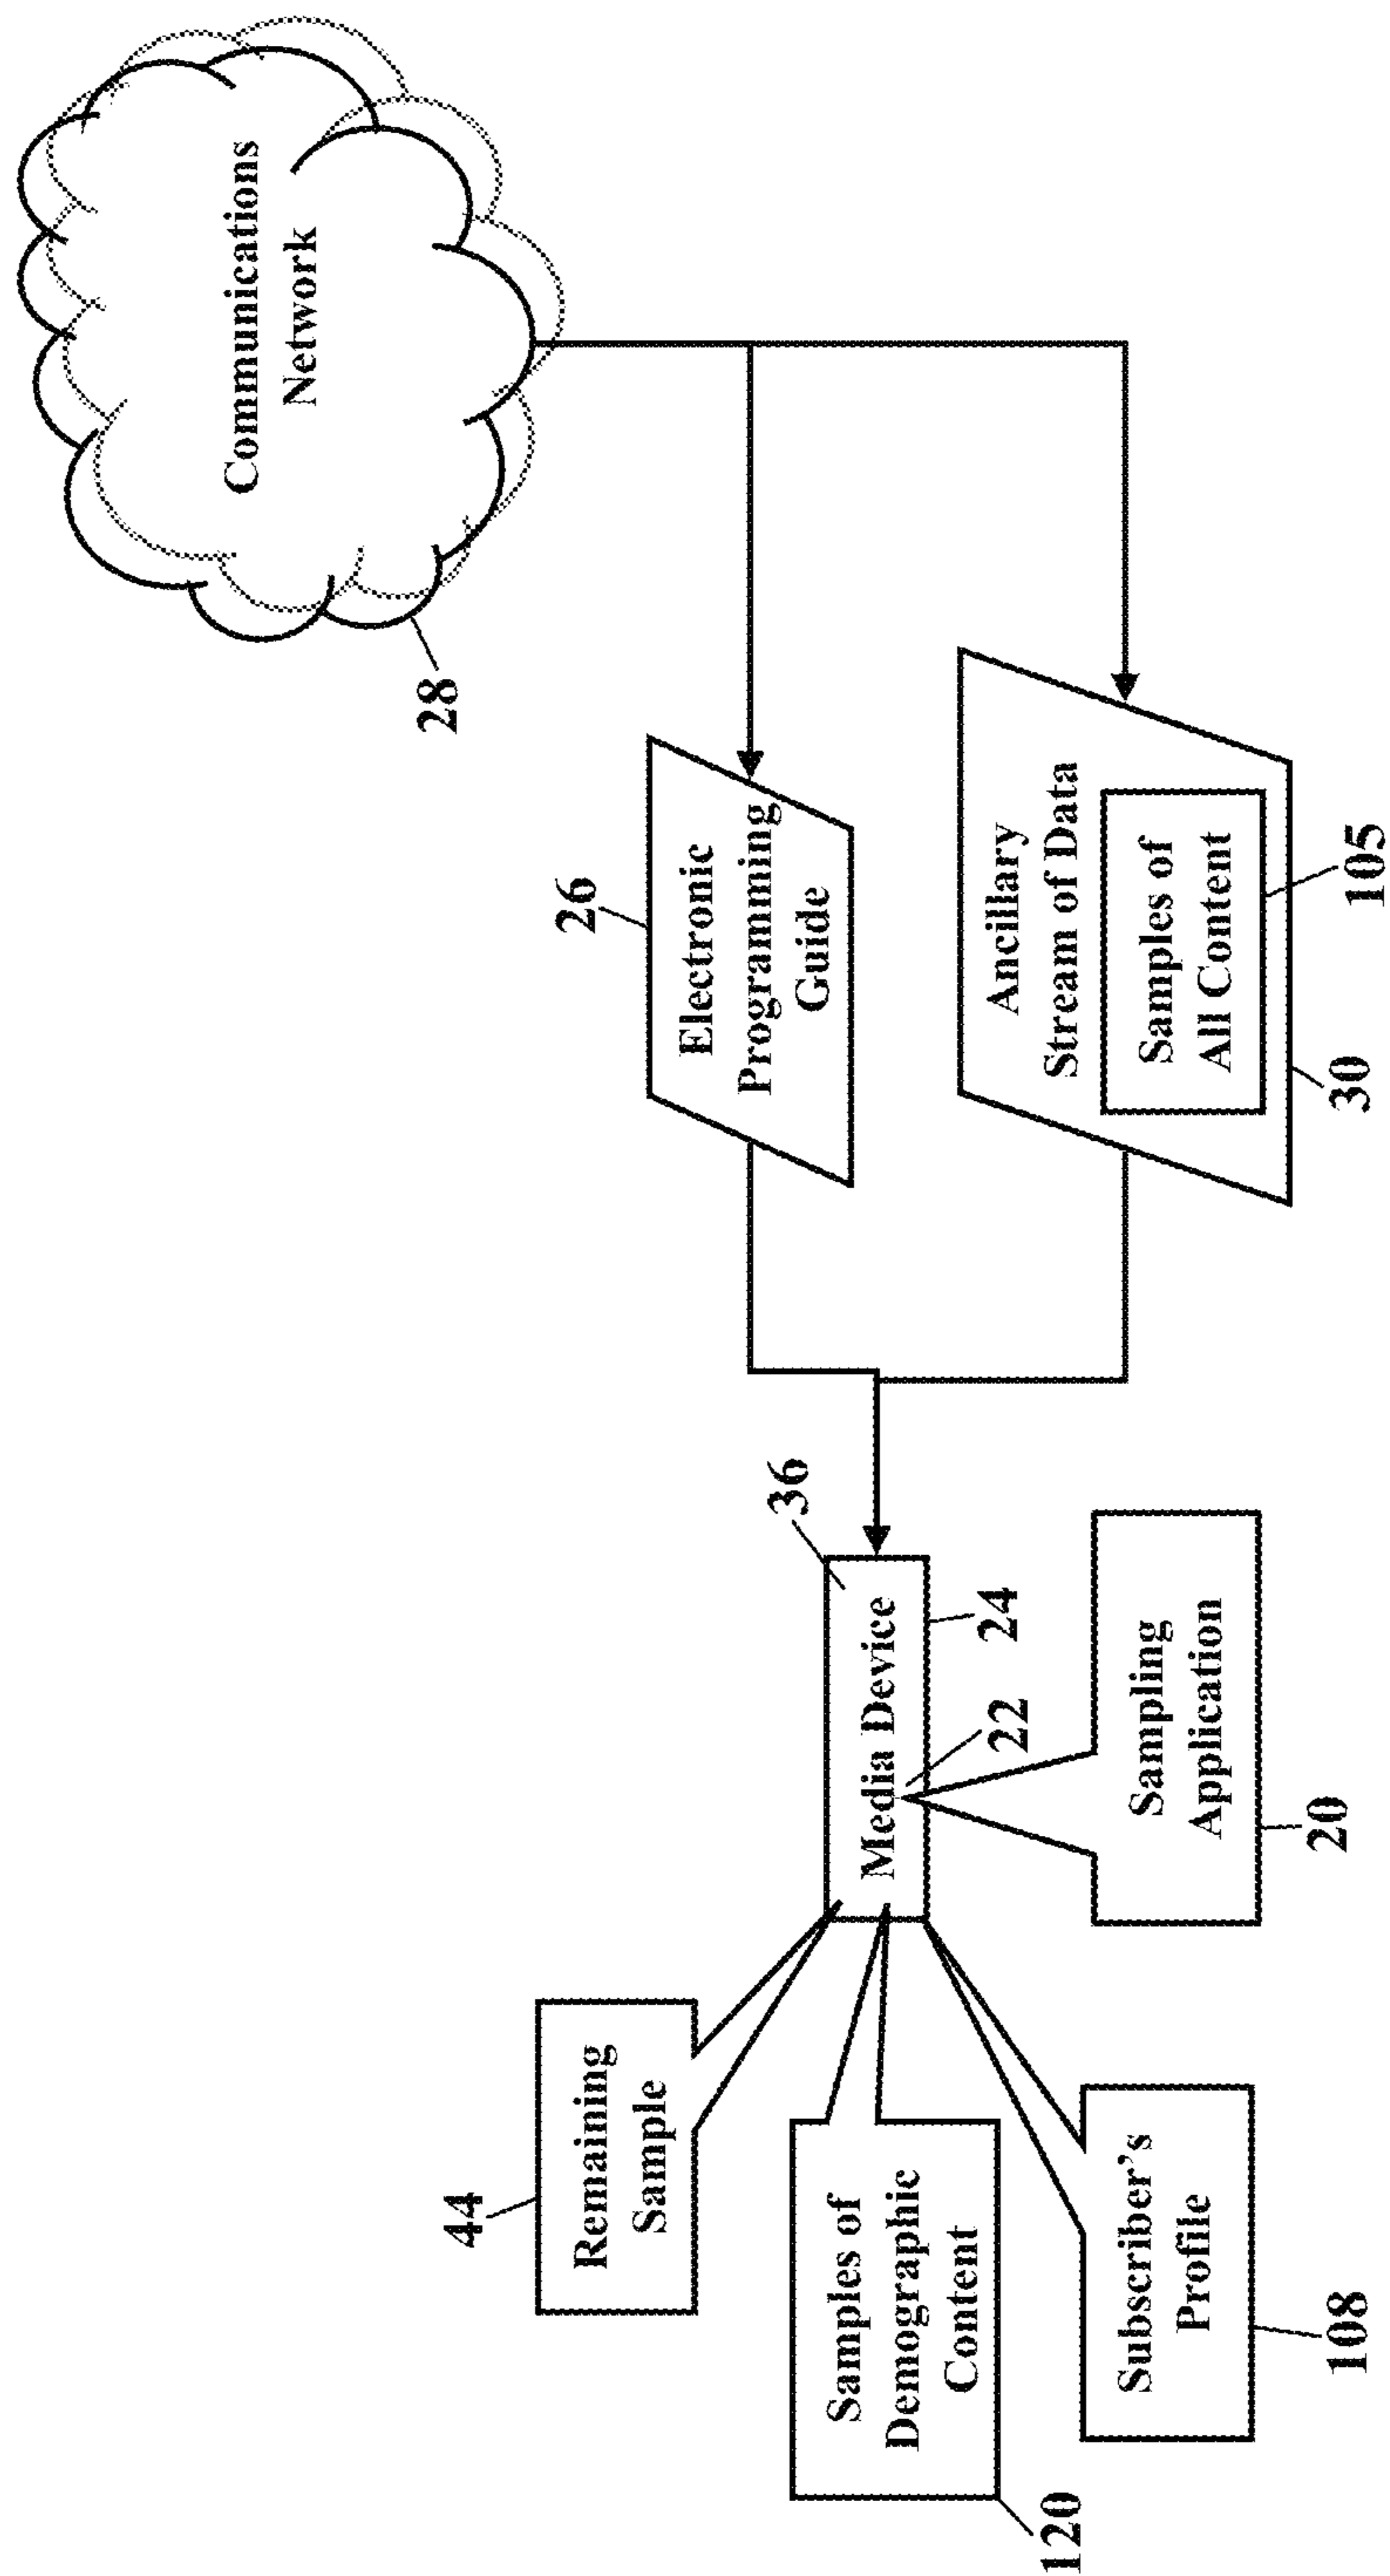 44
Remaining
Sample
Samples of
Demographic
Content
120
Subscriber's
Profile
108
36
Media Device
24
22
Sampling
Application
20
26
Electronic
Programming
Guide
Ancillary
Stream of Data
Samples of
All Content
105
30
Communications
Network
28